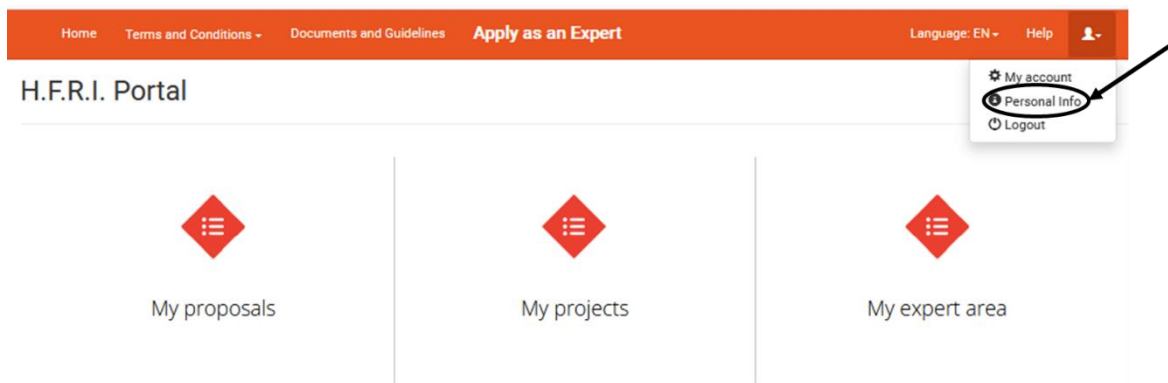 Home Terms and Conditions Documents and Guidelines Apply as an Expert Language: EN Help
H.F.R.I. Portal
My account
Personal Info
Logout
My proposals My projects My expert area